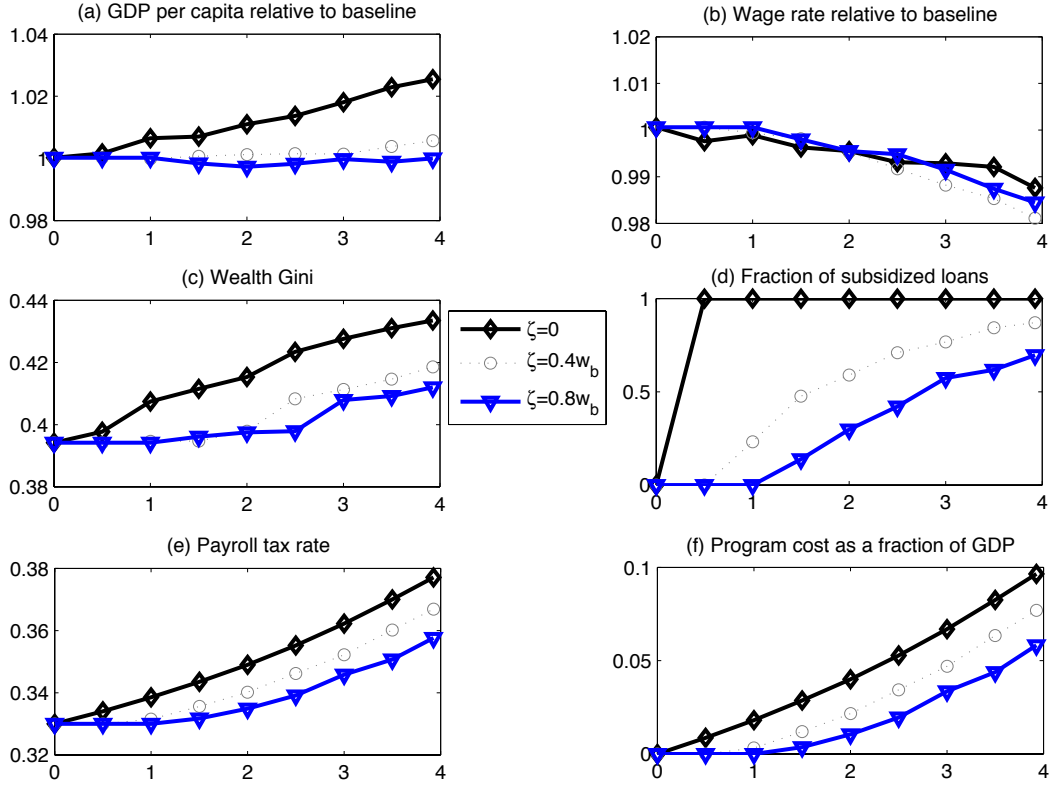 (a) GDP per capita relative to baseline
1.04
1.02
1
0.98
0 1 2 3 4
(b) Wage rate relative to baseline
1.02
1.01
1
0.99
0.98
0 1 2 3 4
(c) Wealth Gini
0.44
0.42
0.4
0.38
0 1 2 3 4
ζ=0
ζ=0.4w_b
ζ=0.8w_b
(d) Fraction of subsidized loans
1
0.5
0
0 1 2 3 4
(e) Payroll tax rate
0.38
0.36
0.34
0.32
0 1 2 3 4
(f) Program cost as a fraction of GDP
0.1
0.05
0
0 1 2 3 4